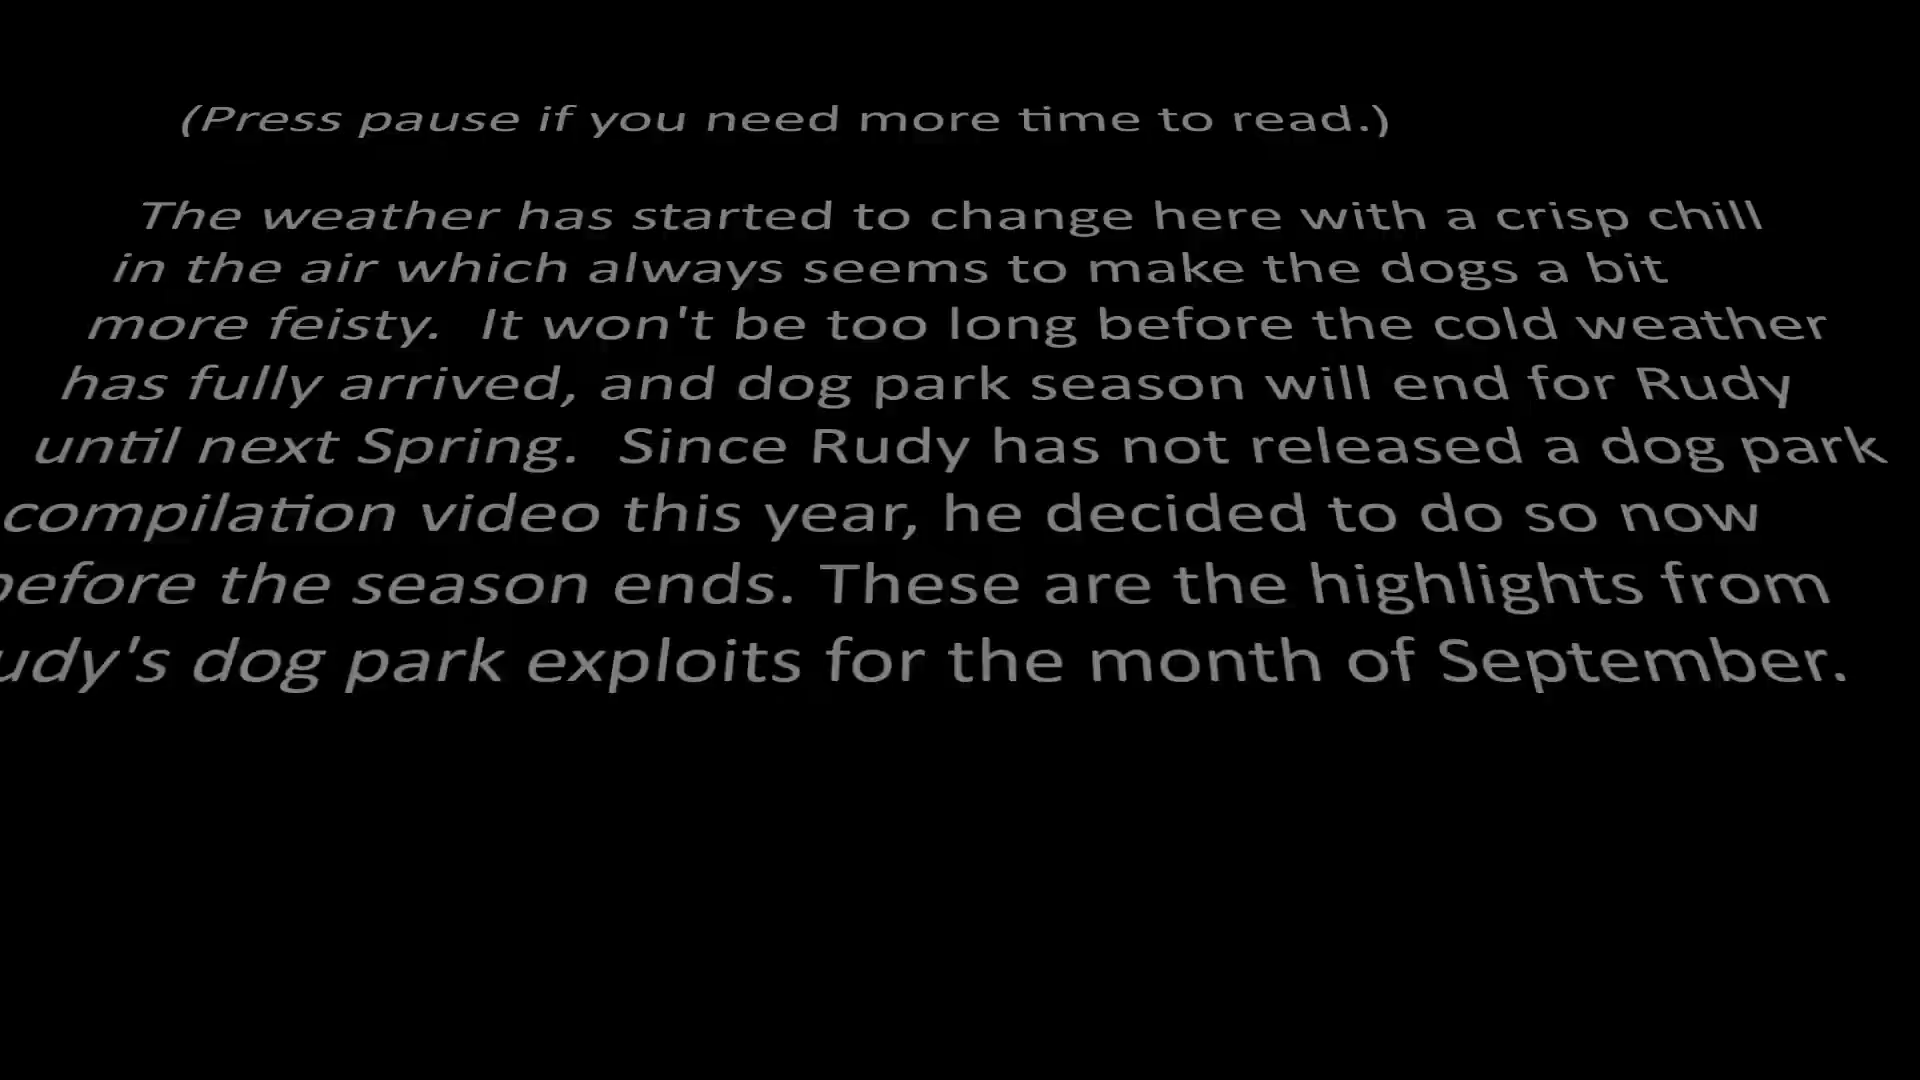 (Press pause if you need more time to read.)
The weather has started to change here with a crisp chill
in the air which always seems to make the dogs a bit
more feisty.  It won't be too long before the cold weather
has fully arrived, and dog park season will end for Rudy
until next Spring.  Since Rudy has not released a dog park
compilation video this year, he decided to do so now
before the season ends. These are the highlights from
udy's dog park exploits for the month of September.